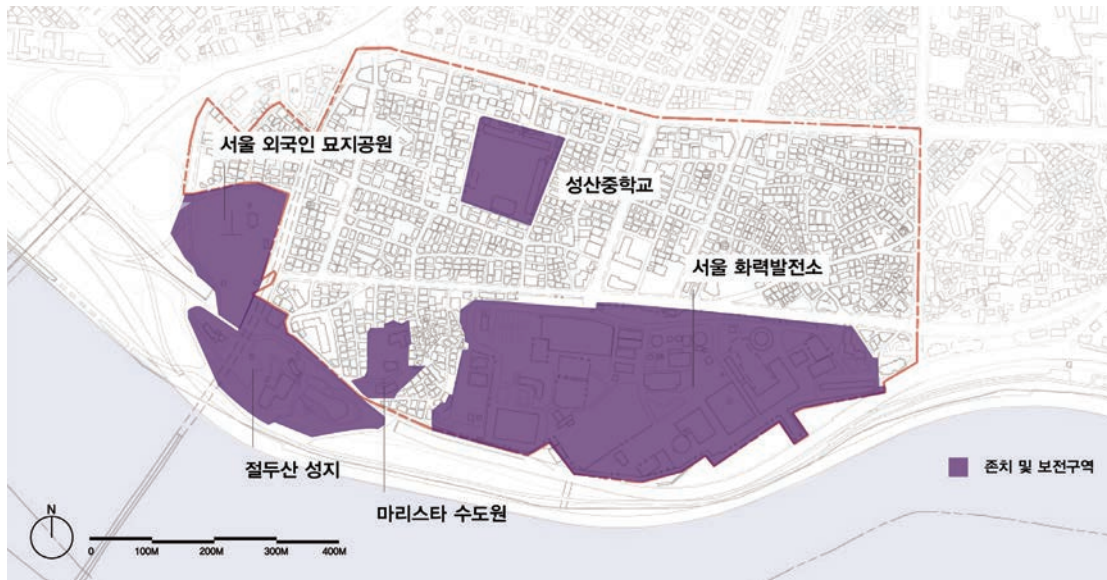 서울 외국인 묘지공원
성산중학교
서울 화력발전소
절두산 성지
마리스타 수도원
존치 및 보전구역
N
0 100M 200M 300M 400M